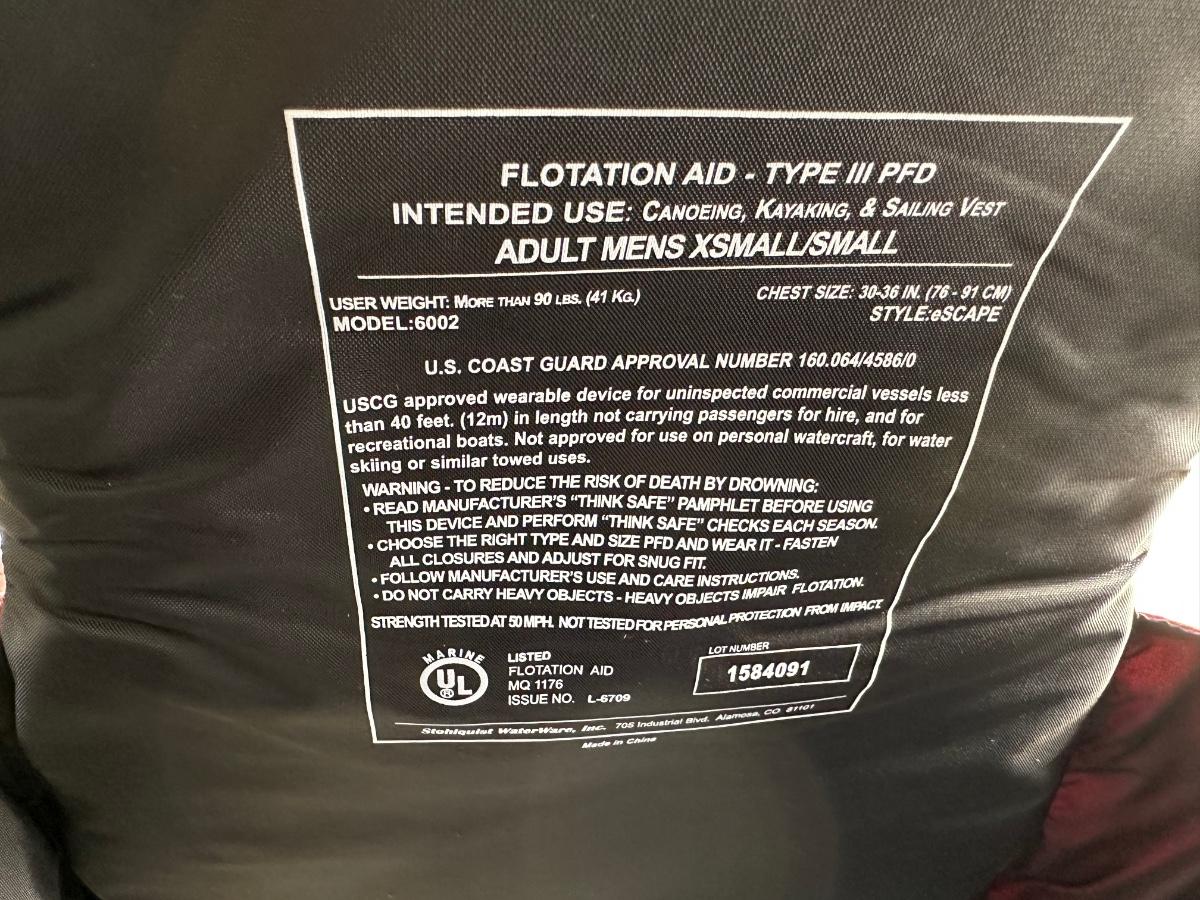 FLOTATION AID - TYPE III PFD
INTENDED USE: CANOEING, KAYAKING, & SAILING VEST
ADULT MENS XSMALL/SMALL
USER WEIGHT: MORE THAN 90 LBS. (41 KG.)
CHEST SIZE: 30-36 IN. (76 - 91 CM)
MODEL:6002
STYLE:eSCAPE
U.S. COAST GUARD APPROVAL NUMBER 160.064/4586/0
USCG approved wearable device for uninspected commercial vessels less
than 40 feet. (12m) in length not carrying passengers for hire, and for
recreational boats. Not approved for use on personal watercraft, for water
skiing or similar towed uses.
WARNING - TO REDUCE THE RISK OF DEATH BY DROWNING:
• READ MANUFACTURER'S "THINK SAFE" PAMPHLET BEFORE USING
THIS DEVICE AND PERFORM "THINK SAFE" CHECKS EACH SEASON.
• CHOOSE THE RIGHT TYPE AND SIZE PFD AND WEAR IT - FASTEN
ALL CLOSURES AND ADJUST FOR SNUG FIT.
• FOLLOW MANUFACTURER'S USE AND CARE INSTRUCTIONS.
• DO NOT CARRY HEAVY OBJECTS - HEAVY OBJECTS IMPAIR FLOTATION.
STRENGTH TESTED AT 50 MPH. NOT TESTED FOR PERSONAL PROTECTION FROM IMPACT
MARINE
UL ®
LISTED
FLOTATION AID
MQ 1176
ISSUE NO. L-6709
LOT NUMBER
1584091
Stohlquist WaterWare, Inc. 705 Industrial Blvd. Alamosa, CO 81101
Made in China